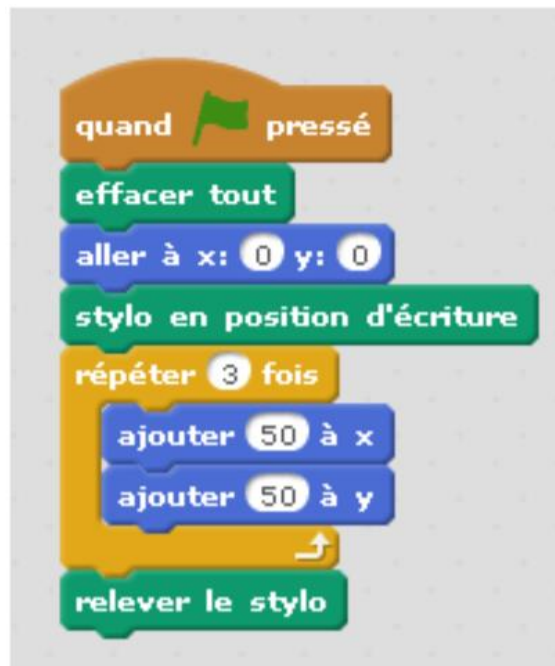 quand pressé
effacer tout
aller à x: 0 y: 0
stylo en position d'écriture
répéter 3 fois
ajouter 50 à x
ajouter 50 à y
relever le stylo